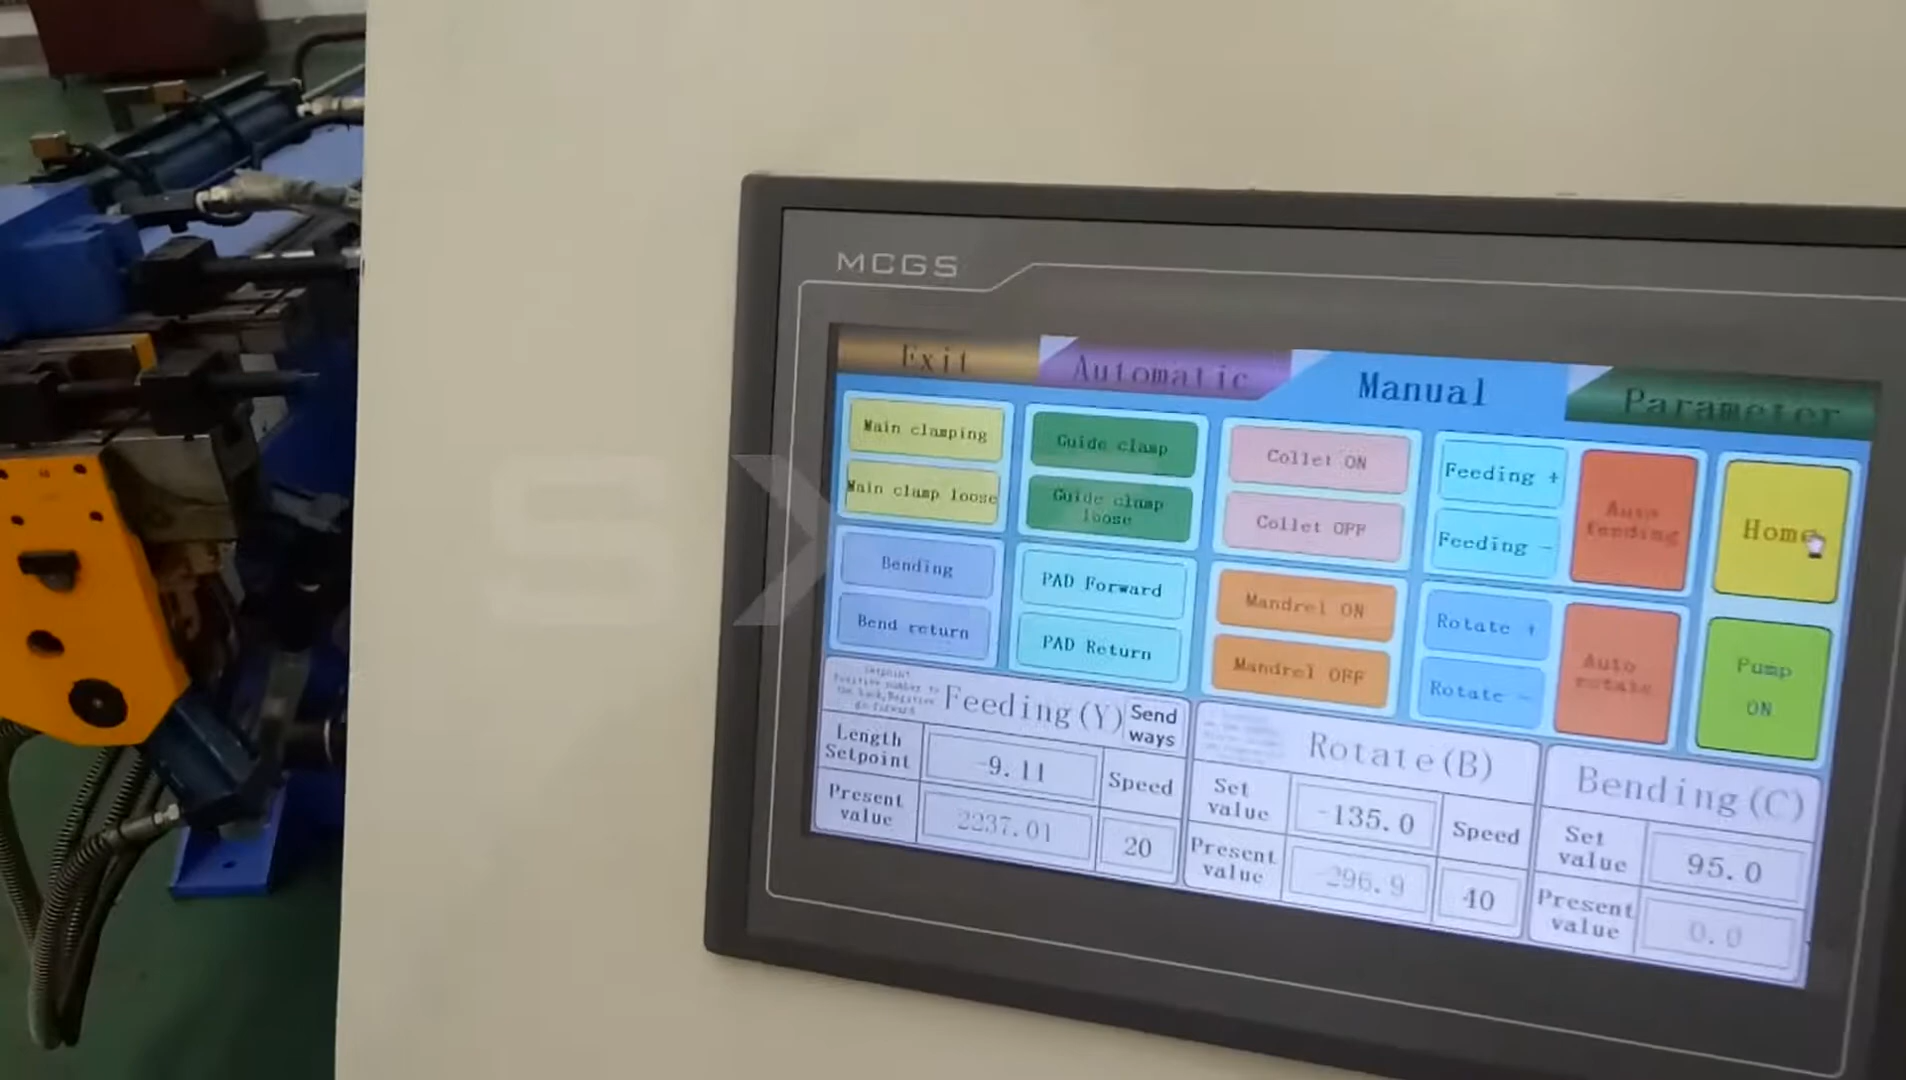 MCGS
Exit
Automatic
Manual
Parameter
Main clamping
Main clamp loose
Guide clamp
Guide clamp
loose
Collet ON
Collet OFF
Feeding +
Feeding -
Auto
feeding
Home
Bending
Bend return
PAD Forward
PAD Return
Mandrel ON
Mandrel OFF
Rotate +
Rotate -
Auto
rotate
Pump
ON
Feeding(Y)
Send
ways
Length
Setpoint
-9.11
Speed
Present
value
2237.01
20
Rotate(B)
Set
value
-135.0
Speed
Present
value
-296.9
40
Bending(C)
Set
value
95.0
Present
value
0.0